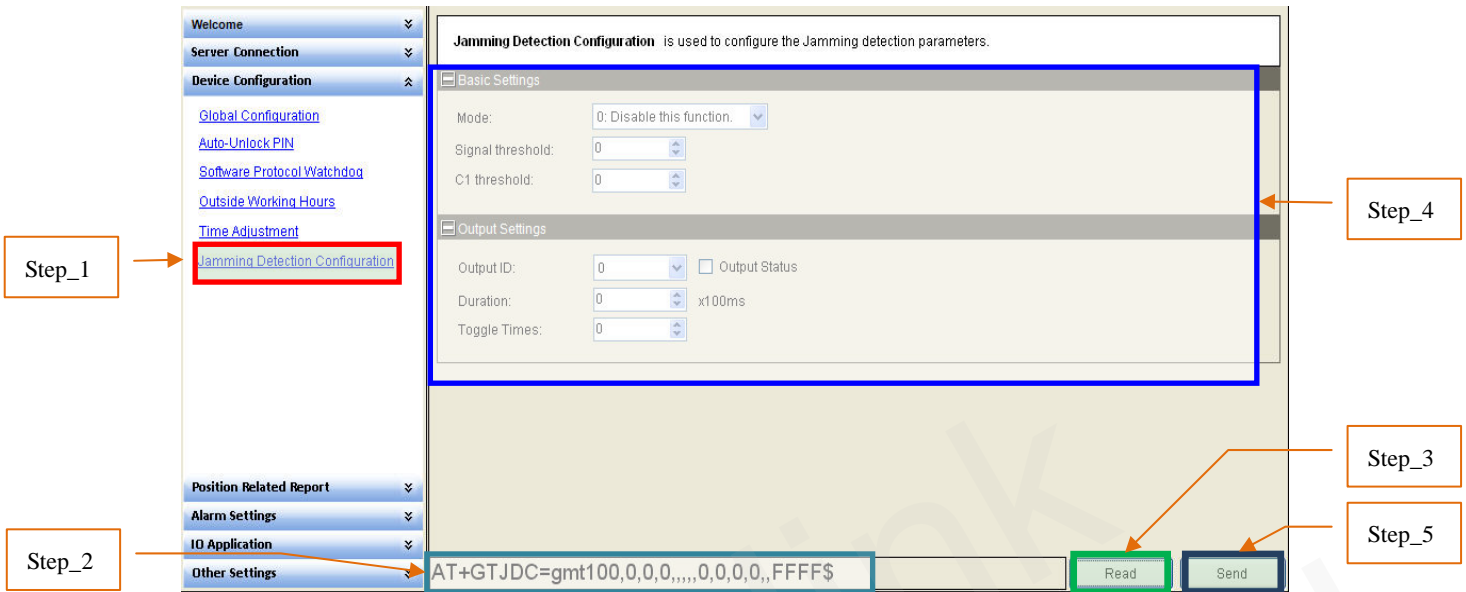 Welcome
Server Connection
Device Configuration
Global Configuration
Auto-Unlock PIN
Software Protocol Watchdog
Outside Working Hours
Time Adjustment
Jamming Detection Configuration
Position Related Report
Alarm Settings
IO Application
Other Settings
Jamming Detection Configuration is used to configure the Jamming detection parameters.
Basic Settings
Mode: 0: Disable this function.
Signal threshold: 0
C1 threshold: 0
Output Settings
Output ID: 0 Output Status
Duration: 0 x100ms
Toggle Times: 0
AT+GTJDC=gmt100,0,0,0,,,,,0,0,0,0,,FFFF$
Read Send
Step_1
Step_2
Step_3
Step_4
Step_5